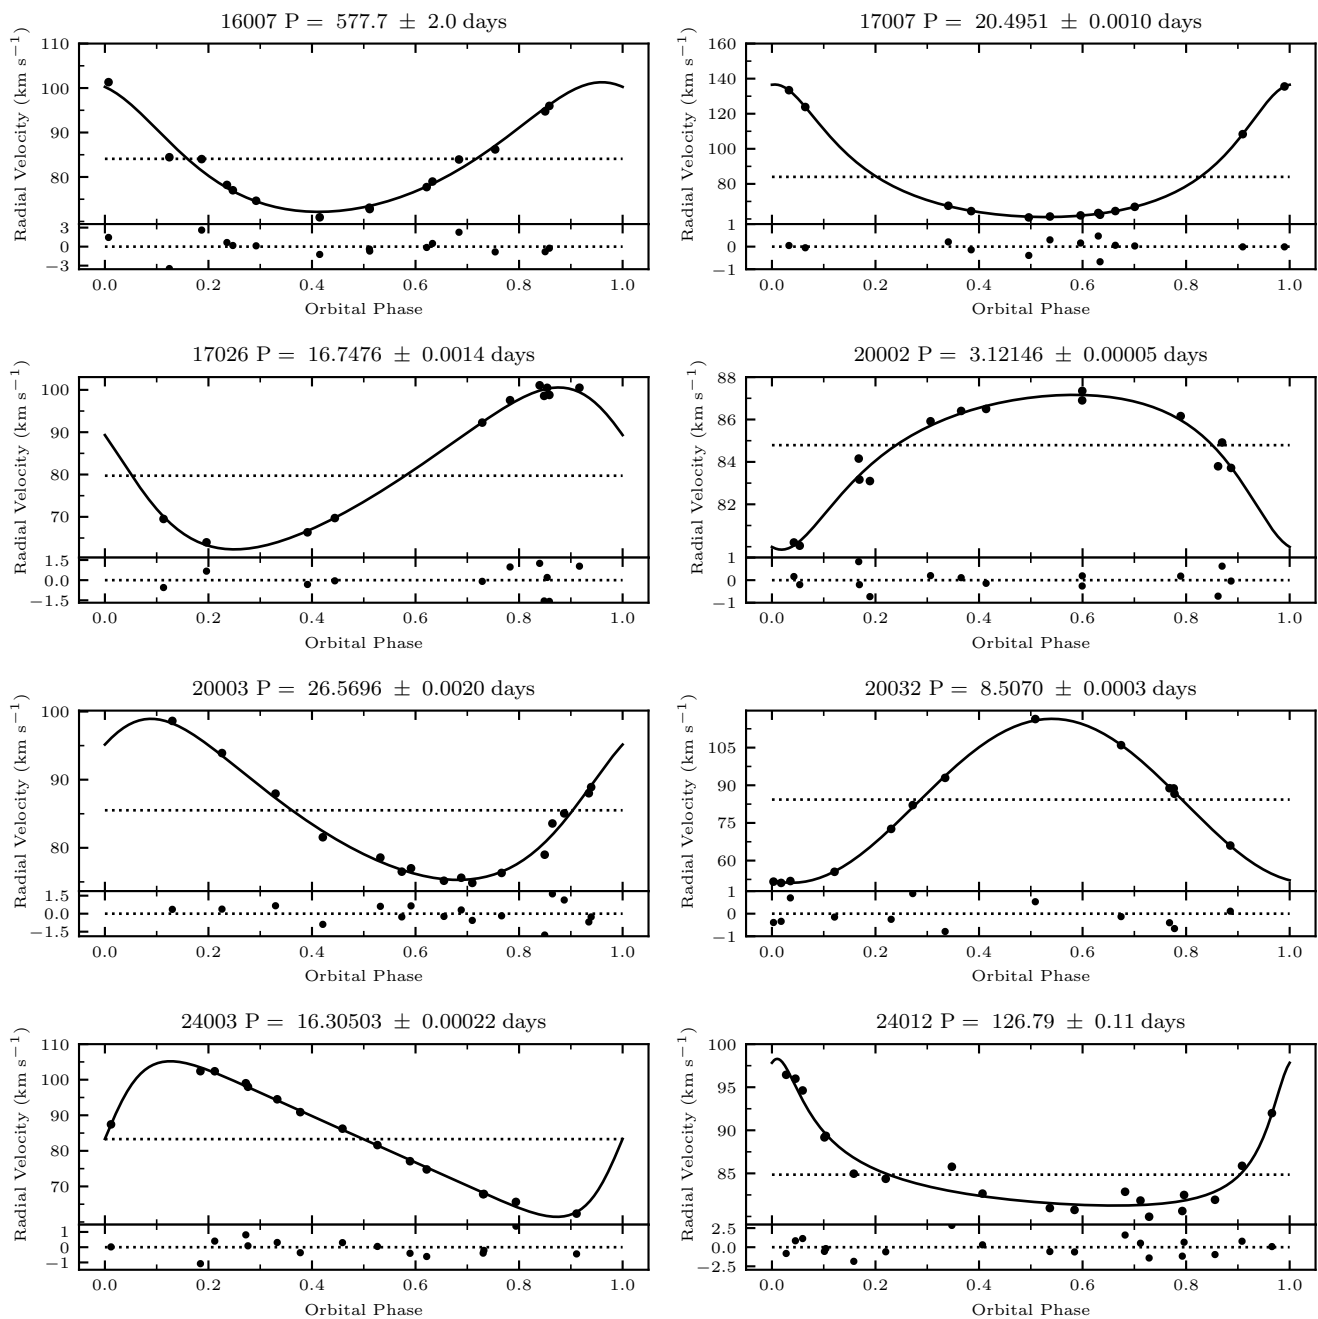 16007 P = 577.7 ± 2.0 days
Radial Velocity (km s⁻¹)
110
100
90
80
3
0
−3
0.0 0.2 0.4 0.6 0.8 1.0
Orbital Phase
17007 P = 20.4951 ± 0.0010 days
Radial Velocity (km s⁻¹)
160
140
120
100
80
1
0
−1
0.0 0.2 0.4 0.6 0.8 1.0
Orbital Phase
17026 P = 16.7476 ± 0.0014 days
Radial Velocity (km s⁻¹)
100
90
80
70
1.5
0.0
−1.5
0.0 0.2 0.4 0.6 0.8 1.0
Orbital Phase
20002 P = 3.12146 ± 0.00005 days
Radial Velocity (km s⁻¹)
88
86
84
82
1
0
−1
0.0 0.2 0.4 0.6 0.8 1.0
Orbital Phase
20003 P = 26.5696 ± 0.0020 days
Radial Velocity (km s⁻¹)
100
90
80
1.5
0.0
−1.5
0.0 0.2 0.4 0.6 0.8 1.0
Orbital Phase
20032 P = 8.5070 ± 0.0003 days
Radial Velocity (km s⁻¹)
105
90
75
60
1
0
−1
0.0 0.2 0.4 0.6 0.8 1.0
Orbital Phase
24003 P = 16.30503 ± 0.00022 days
Radial Velocity (km s⁻¹)
110
100
90
80
70
1
0
−1
0.0 0.2 0.4 0.6 0.8 1.0
Orbital Phase
24012 P = 126.79 ± 0.11 days
Radial Velocity (km s⁻¹)
100
95
90
85
2.5
0.0
−2.5
0.0 0.2 0.4 0.6 0.8 1.0
Orbital Phase